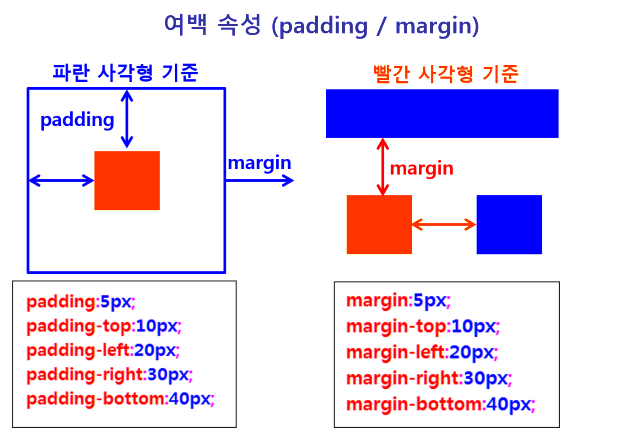 여백 속성 (padding / margin)
파란 사각형 기준
padding
margin
padding:5px;
padding-top:10px;
padding-left:20px;
padding-right:30px;
padding-bottom:40px;
빨간 사각형 기준
margin
margin:5px;
margin-top:10px;
margin-left:20px;
margin-right:30px;
margin-bottom:40px;